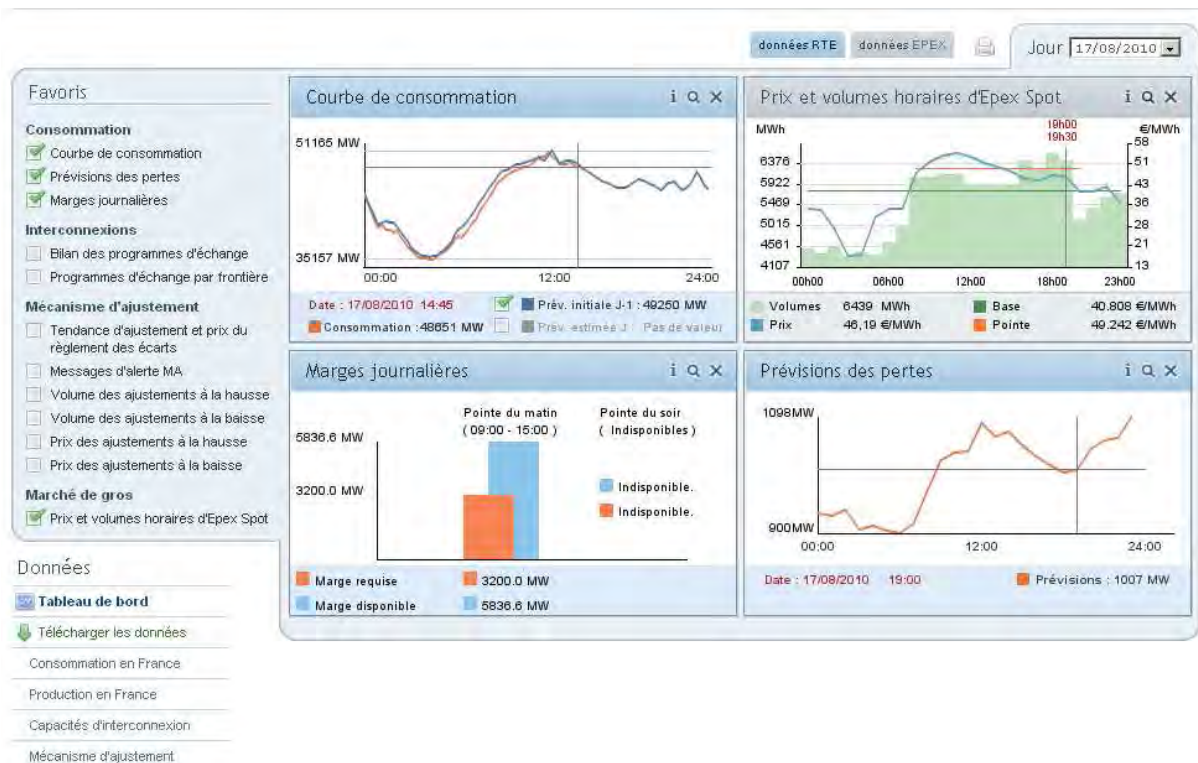 données RTE données EPEX Jour 17/08/2010
Favoris
Consommation
Courbe de consommation
Prévisions des pertes
Marges journalières
Interconnexions
Bilan des programmes d'échange
Programmes d'échange par frontière
Mécanisme d'ajustement
Tendance d'ajustement et prix du
règlement des écarts
Messages d'alerte MA
Volume des ajustements à la hausse
Volume des ajustements à la baisse
Prix des ajustements à la hausse
Prix des ajustements à la baisse
Marché de gros
Prix et volumes horaires d'Epex Spot
Données
Tableau de bord
Télécharger les données
Consommation en France
Production en France
Capacités d'interconnexion
Mécanisme d'ajustement
Courbe de consommation
51165 MW
35157 MW
00:00 12:00 24:00
Date : 17/08/2010 14:45 Prév. initiale J-1 : 49250 MW
Consommation :48651 MW Prév. estimée J : Pas de valeur
Prix et volumes horaires d'Epex Spot
MWh 19h00 €/MWh
19h30
58
6376 51
5922 43
5469 36
5015 28
4561 21
4107 13
00h00 06h00 12h00 18h00 23h00
Volumes 6439 MWh Base 40.808 €/MWh
Prix 46,19 €/MWh Pointe 49.242 €/MWh
Marges journalières
Pointe du matin Pointe du soir
( 09:00 - 15:00 ) ( Indisponibles )
5836.6 MW
3200.0 MW
Indisponible.
Indisponible.
Marge requise 3200.0 MW
Marge disponible 5836.6 MW
Prévisions des pertes
1098MW
900MW
00:00 12:00 24:00
Date : 17/08/2010 19:00 Prévisions : 1007 MW